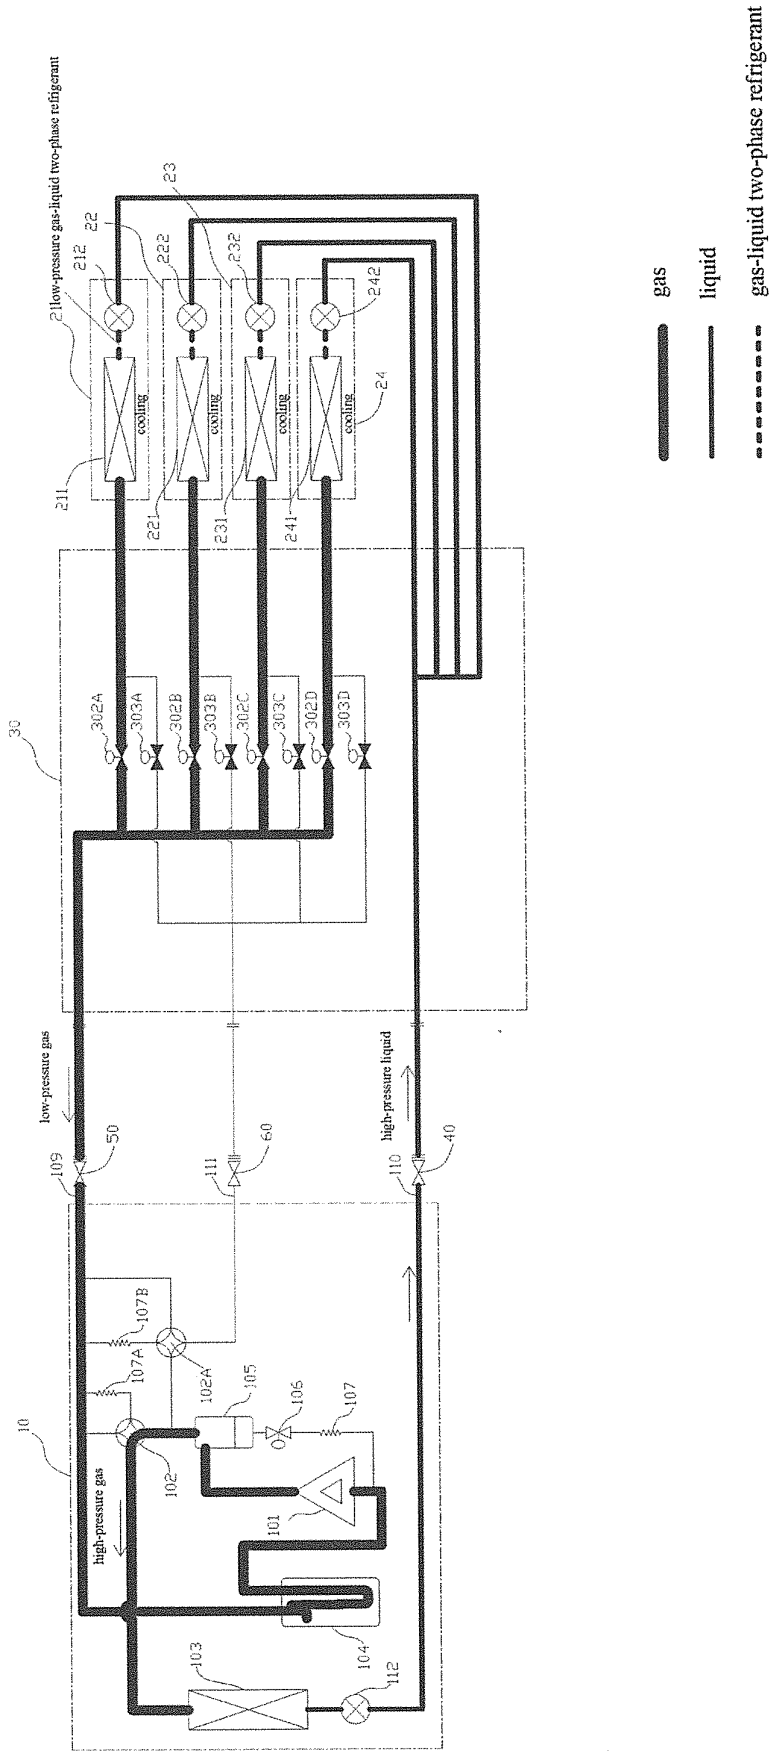 gas
liquid
gas-liquid two-phase refrigerant
low-pressure gas-liquid two-phase refrigerant
21
212
22
222
23
232
242
24
cooling
cooling
cooling
cooling
211
221
231
241
30
302A
303A
302B
303B
302C
303C
302D
303D
low-pressure gas
high-pressure liquid
109
50
111
60
110
40
10
107A
107B
102A
102
105
106
107
high-pressure gas
101
103
104
112